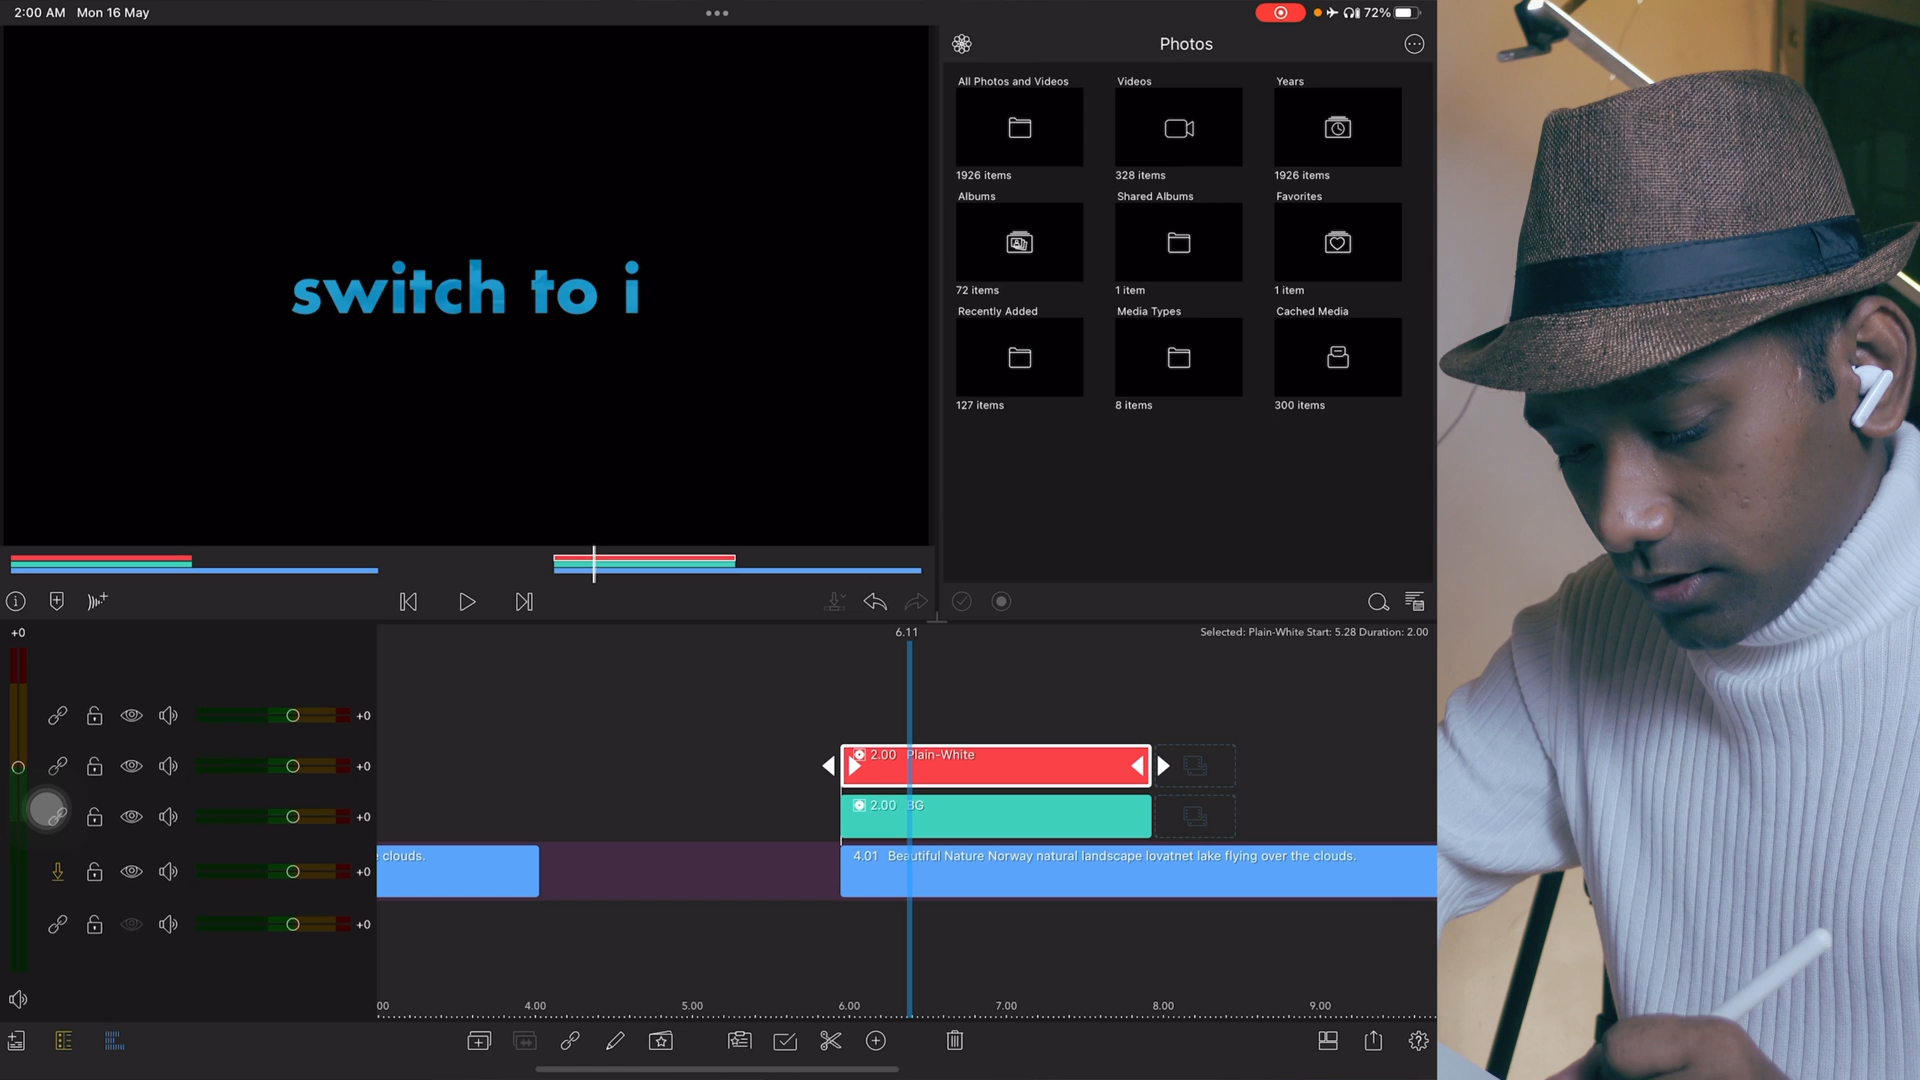 2:00 AM Mon 16 May
72%
Photos
All Photos and Videos
Videos
Years
1926 items
328 items
1926 items
Albums
Shared Albums
Favorites
72 items
1 item
1 item
Recently Added
Media Types
Cached Media
127 items
8 items
300 items
switch to i
+0
6.11
Selected: Plain-White Start: 5.28 Duration: 2.00
+0
+0
2.00 Plain-White
+0
2.00 BG
+0
clouds.
4.01 Beautiful Nature Norway natural landscape lovatnet lake flying over the clouds.
+0
00
4.00
5.00
6.00
7.00
8.00
9.00